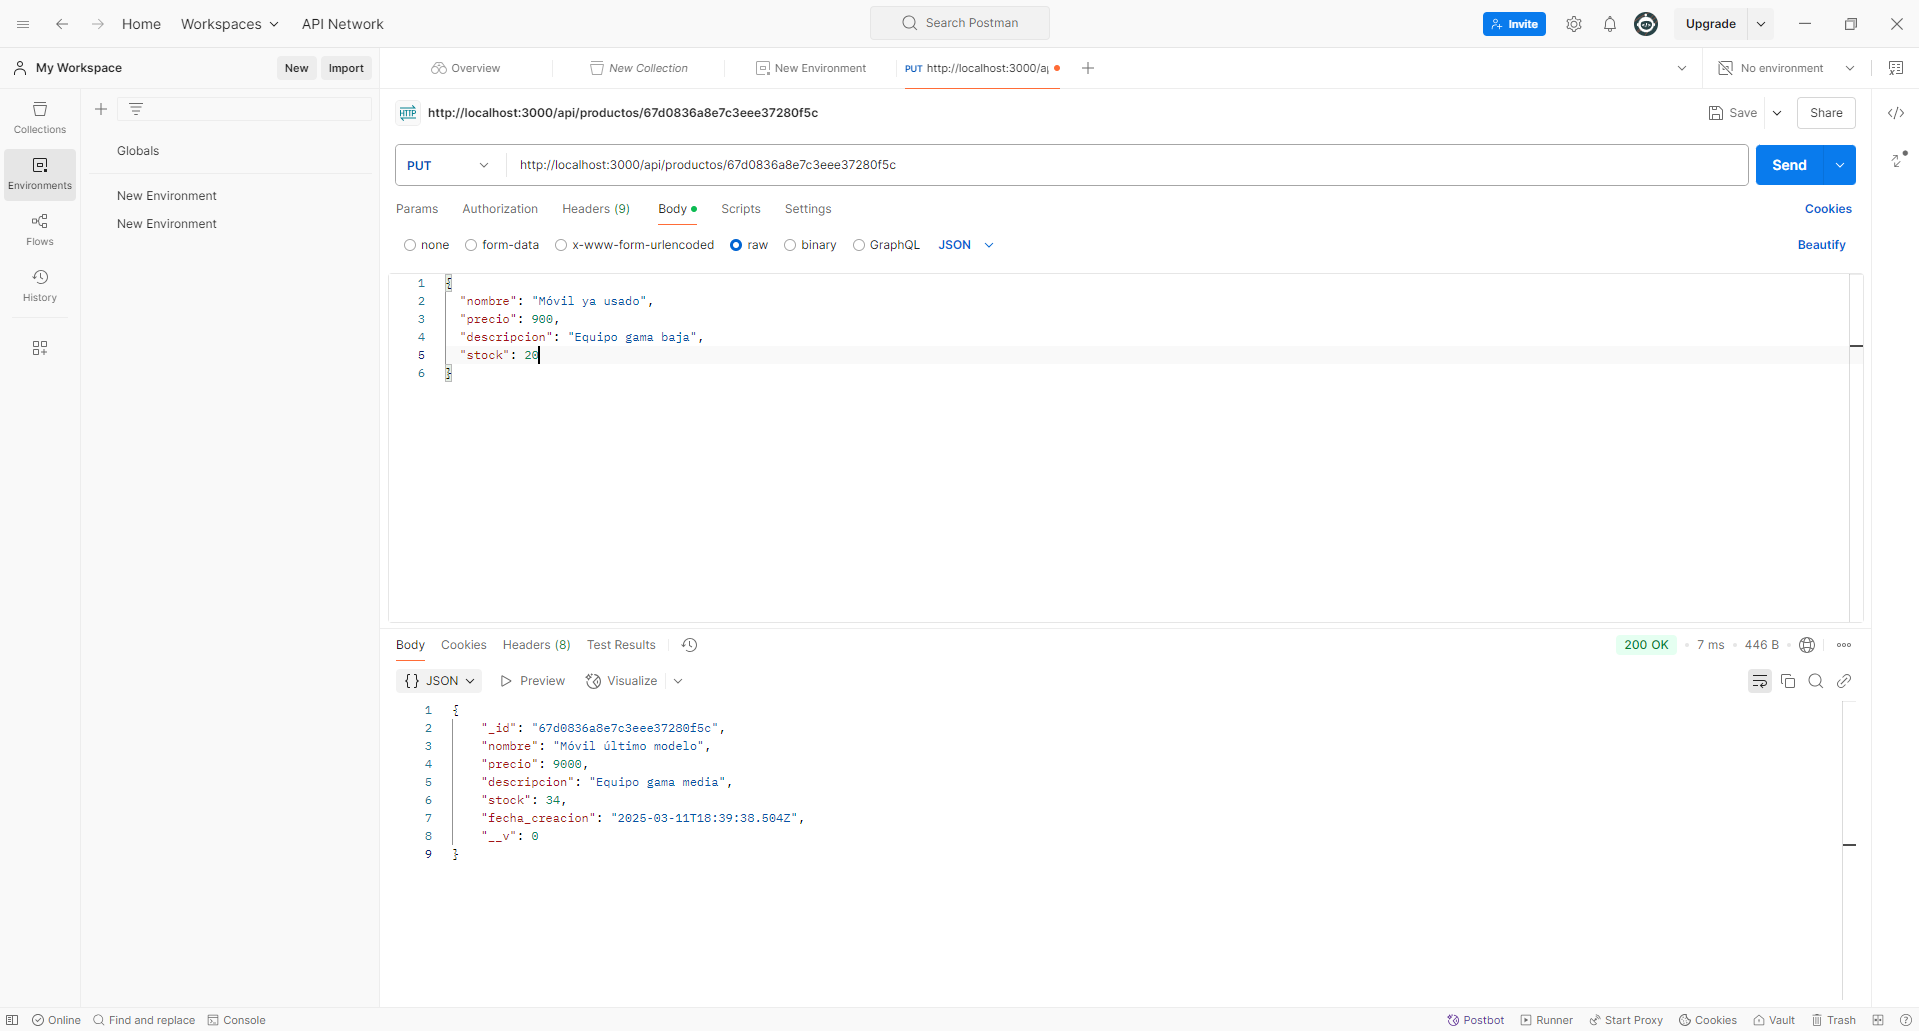 Home Workspaces API Network Search Postman Invite Upgrade
My Workspace New Import Overview New Collection New Environment PUT http://localhost:3000/a No environment
Collections
Environments
Flows
History
Globals
New Environment
New Environment
HTTP http://localhost:3000/api/productos/67d0836a8e7c3eee37280f5c Save Share
PUT http://localhost:3000/api/productos/67d0836a8e7c3eee37280f5c Send
Params Authorization Headers (9) Body Scripts Settings Cookies
none form-data x-www-form-urlencoded raw binary GraphQL JSON Beautify
1 {
2 "nombre": "Móvil ya usado",
3 "precio": 900,
4 "descripcion": "Equipo gama baja",
5 "stock": 20
6 }
Body Cookies Headers (8) Test Results 200 OK 7 ms 446 B
{} JSON Preview Visualize
1 {
2 "_id": "67d0836a8e7c3eee37280f5c",
3 "nombre": "Móvil último modelo",
4 "precio": 9000,
5 "descripcion": "Equipo gama media",
6 "stock": 34,
7 "fecha_creacion": "2025-03-11T18:39:38.504Z",
8 "__v": 0
9 }
Online Find and replace Console Postbot Runner Start Proxy Cookies Vault Trash